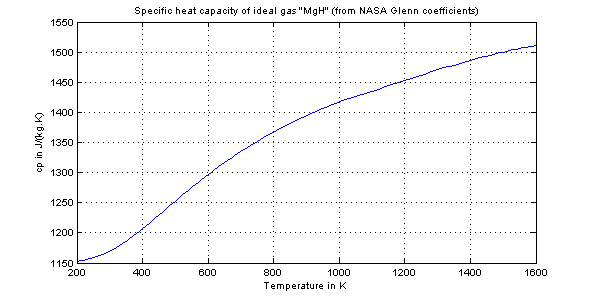 Specific heat capacity of ideal gas "MgH" (from NASA Glenn coefficients)
1550
1500
1450
1400
1350
1300
1250
1200
1150
cp in J/(kg.K)
200 400 600 800 1000 1200 1400 1600
Temperature in K